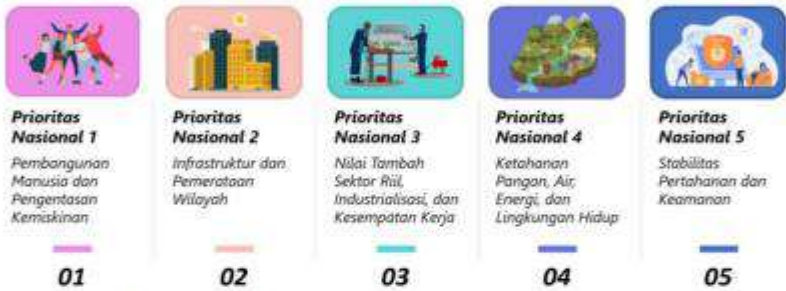 Prioritas
Nasional 1
Pembangunan
Manusia dan
Pengentasan
Kemiskinan
01
Prioritas
Nasional 2
Infrastruktur dan
Pemerataan
Wilayah
02
Prioritas
Nasional 3
Nilai Tambah
Sektor Riil,
Industrialisasi, dan
Kesempatan Kerja
03
Prioritas
Nasional 4
Ketahanan
Pangan, Air,
Energi, dan
Lingkungan Hidup
04
Prioritas
Nasional 5
Stabilitas
Pertahanan dan
Keamanan
05